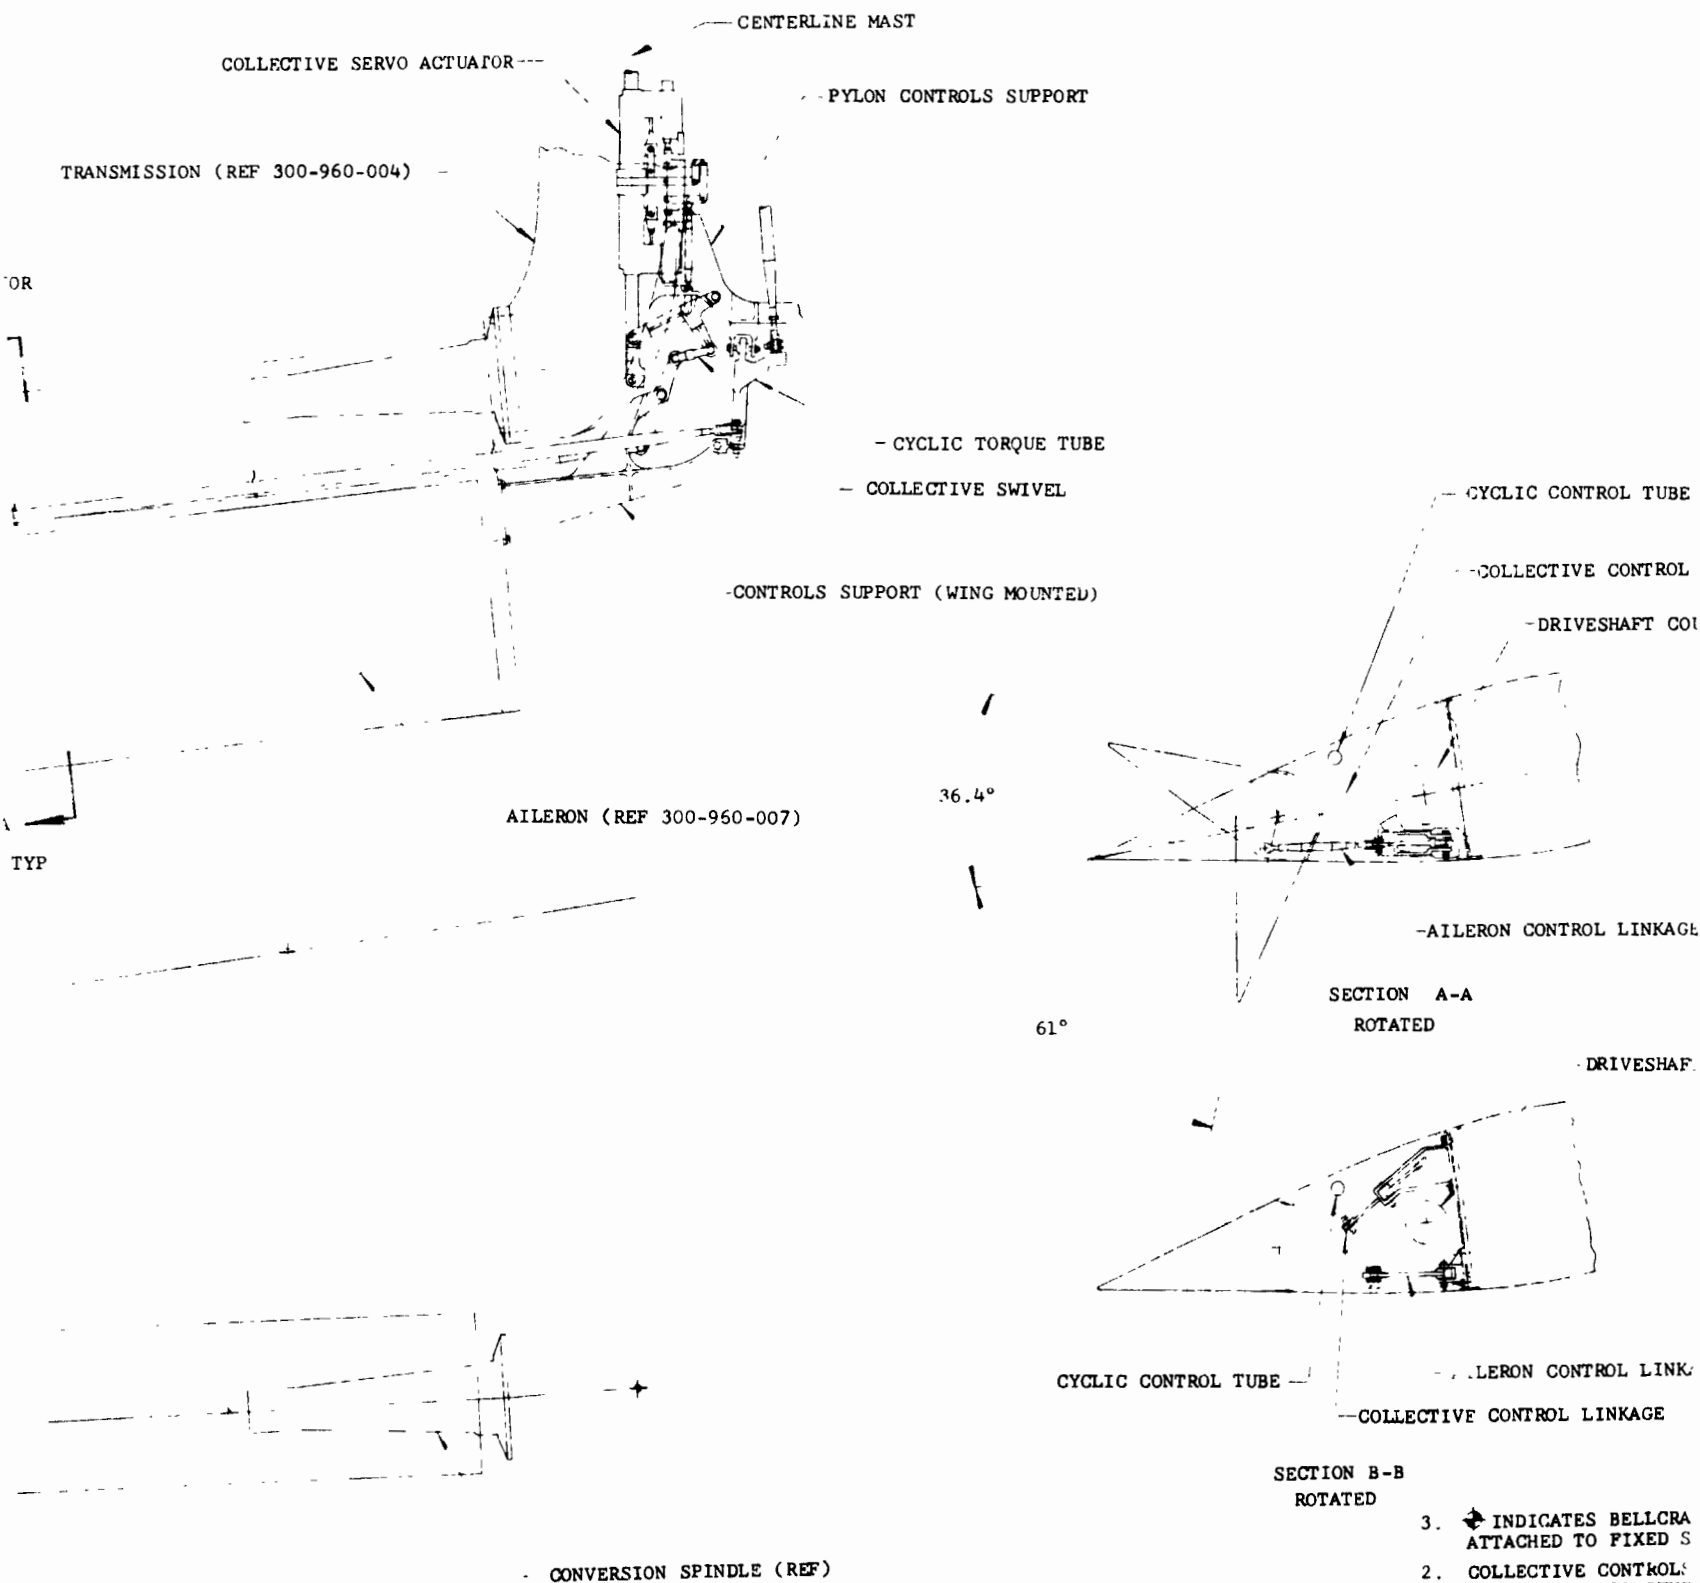 CENTERLINE MAST
COLLECTIVE SERVO ACTUATOR
PYLON CONTROLS SUPPORT
TRANSMISSION (REF 300-960-004)
OR
CYCLIC TORQUE TUBE
COLLECTIVE SWIVEL
CYCLIC CONTROL TUBE
COLLECTIVE CONTROL
CONTROLS SUPPORT (WING MOUNTED)
DRIVESHAFT COU
36.4°
AILERON (REF 300-960-007)
TYP
AILERON CONTROL LINKAGE
SECTION A-A
ROTATED
61°
DRIVESHAF
CYCLIC CONTROL TUBE
LERON CONTROL LINK
COLLECTIVE CONTROL LINKAGE
SECTION B-B
ROTATED
3. INDICATES BELLCRA
ATTACHED TO FIXED S
CONVERSION SPINDLE (REF)
2. COLLECTIVE CONTROLS